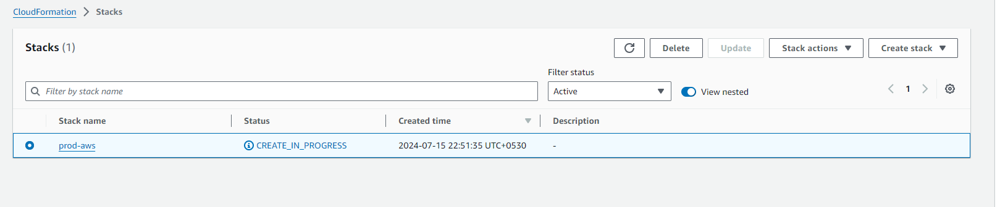 CloudFormation > Stacks
Stacks (1)
Delete
Update
Stack actions
Create stack
Filter status
Filter by stack name
Active
View nested
1
Stack name Status Created time Description
prod-aws CREATE_IN_PROGRESS 2024-07-15 22:51:35 UTC+0530 -